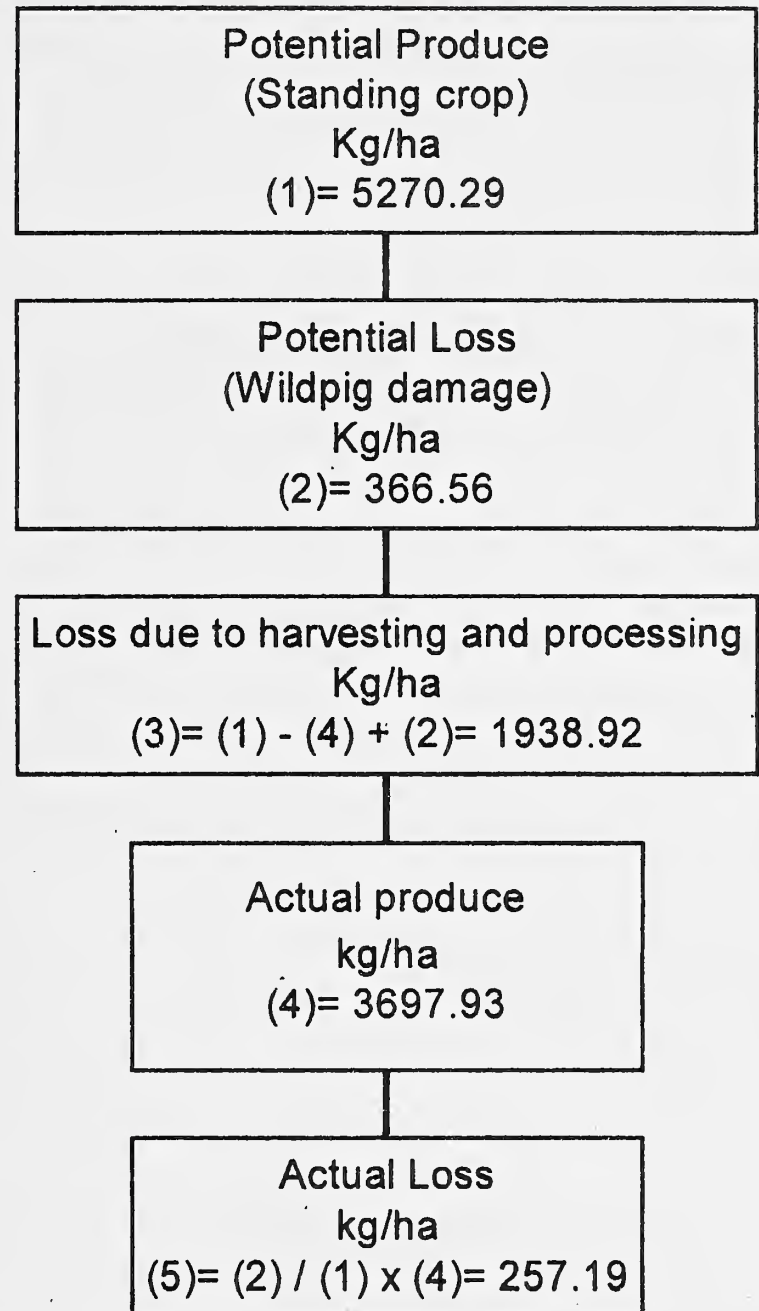 Potential Produce
(Standing crop)
Kg/ha
(1)= 5270.29
Potential Loss
(Wildpig damage)
Kg/ha
(2)= 366.56
Loss due to harvesting and processing
Kg/ha
(3)= (1) - (4) + (2)= 1938.92
Actual produce
kg/ha
(4)= 3697.93
Actual Loss
kg/ha
(5)= (2) / (1) x (4)= 257.19